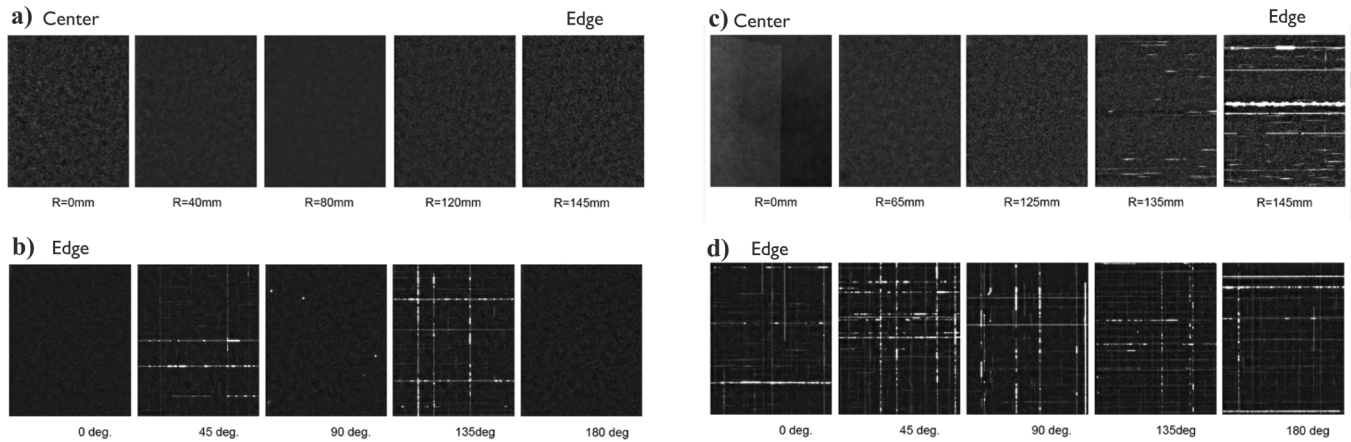 a) Center Edge
R=0mm R=40mm R=80mm R=120mm R=145mm
b) Edge
0 deg. 45 deg. 90 deg. 135deg 180 deg
c) Center Edge
R=0mm R=65mm R=125mm R=135mm R=145mm
d) Edge
0 deg. 45 deg. 90 deg. 135deg 180 deg